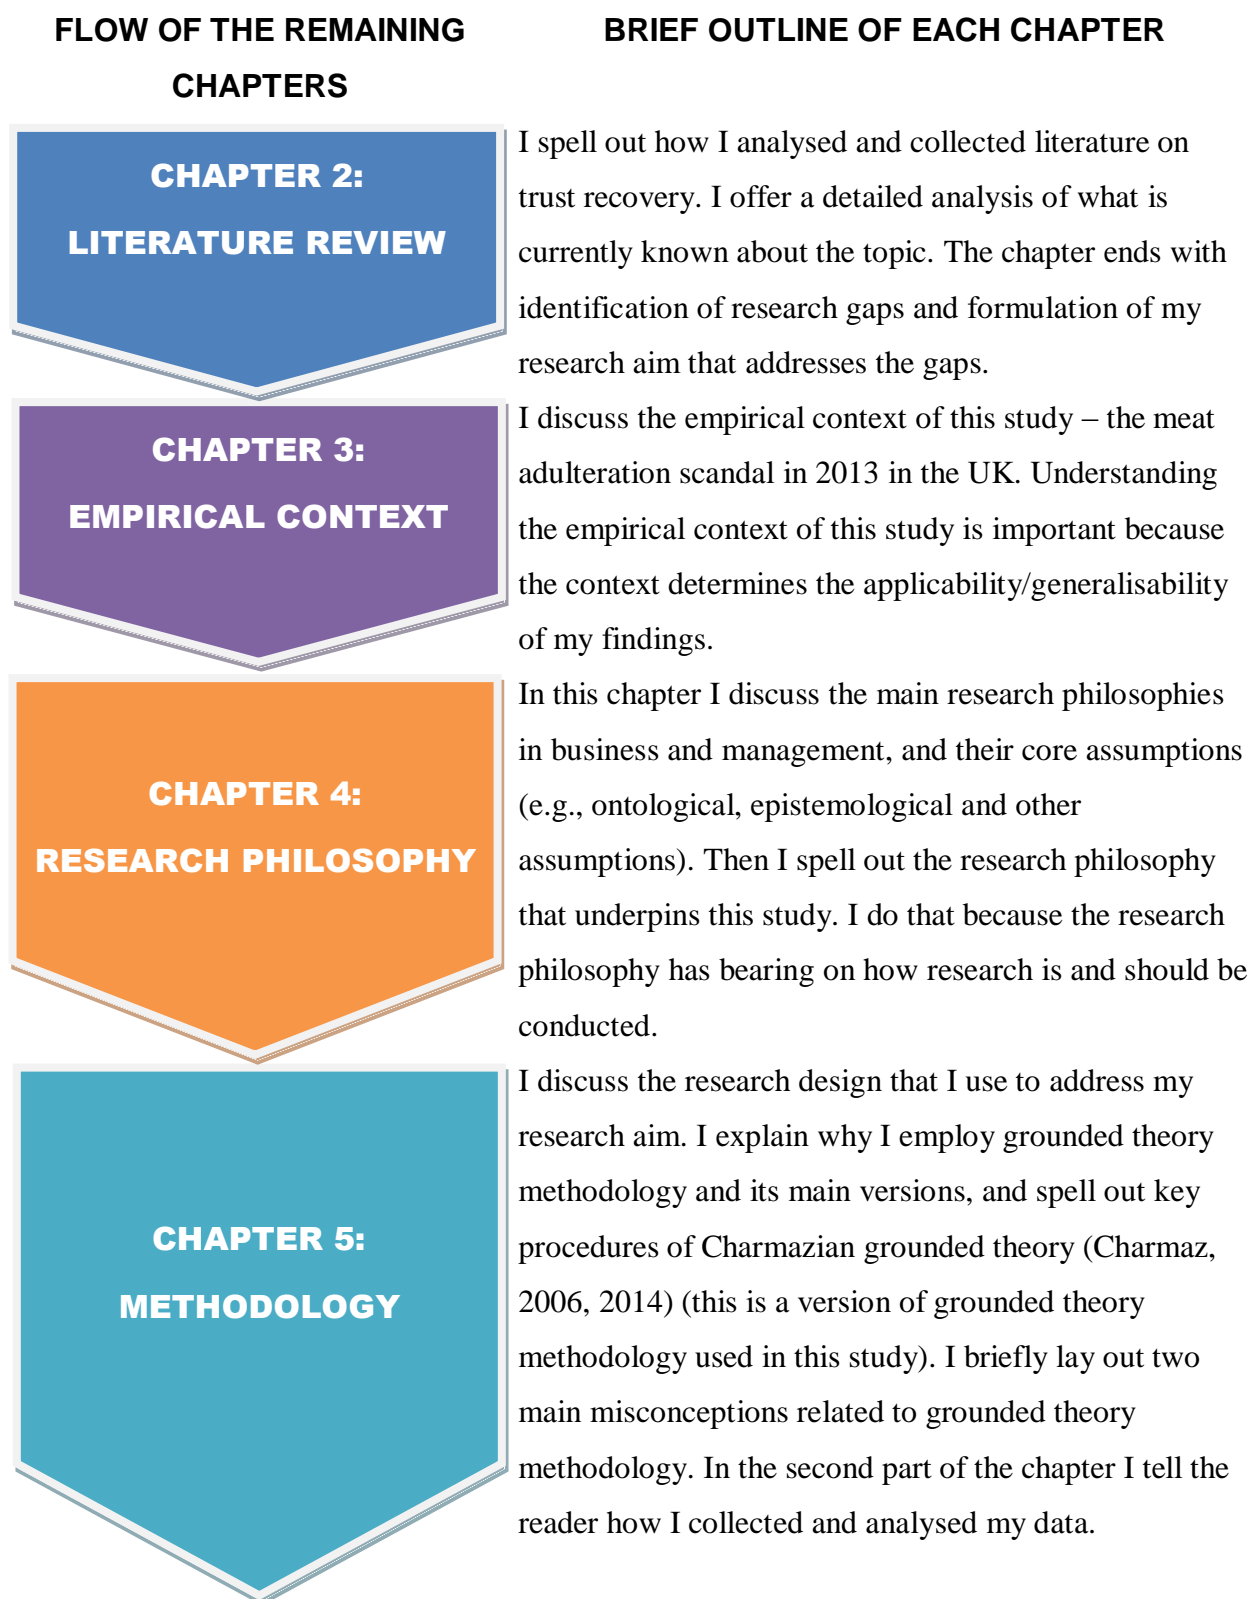 FLOW OF THE REMAINING
CHAPTERS
BRIEF OUTLINE OF EACH CHAPTER
CHAPTER 2:
LITERATURE REVIEW
I spell out how I analysed and collected literature on
trust recovery. I offer a detailed analysis of what is
currently known about the topic. The chapter ends with
identification of research gaps and formulation of my
research aim that addresses the gaps.
CHAPTER 3:
EMPIRICAL CONTEXT
I discuss the empirical context of this study – the meat
adulteration scandal in 2013 in the UK. Understanding
the empirical context of this study is important because
the context determines the applicability/generalisability
of my findings.
CHAPTER 4:
RESEARCH PHILOSOPHY
In this chapter I discuss the main research philosophies
in business and management, and their core assumptions
(e.g., ontological, epistemological and other
assumptions). Then I spell out the research philosophy
that underpins this study. I do that because the research
philosophy has bearing on how research is and should be
conducted.
CHAPTER 5:
METHODOLOGY
I discuss the research design that I use to address my
research aim. I explain why I employ grounded theory
methodology and its main versions, and spell out key
procedures of Charmazian grounded theory (Charmaz,
2006, 2014) (this is a version of grounded theory
methodology used in this study). I briefly lay out two
main misconceptions related to grounded theory
methodology. In the second part of the chapter I tell the
reader how I collected and analysed my data.